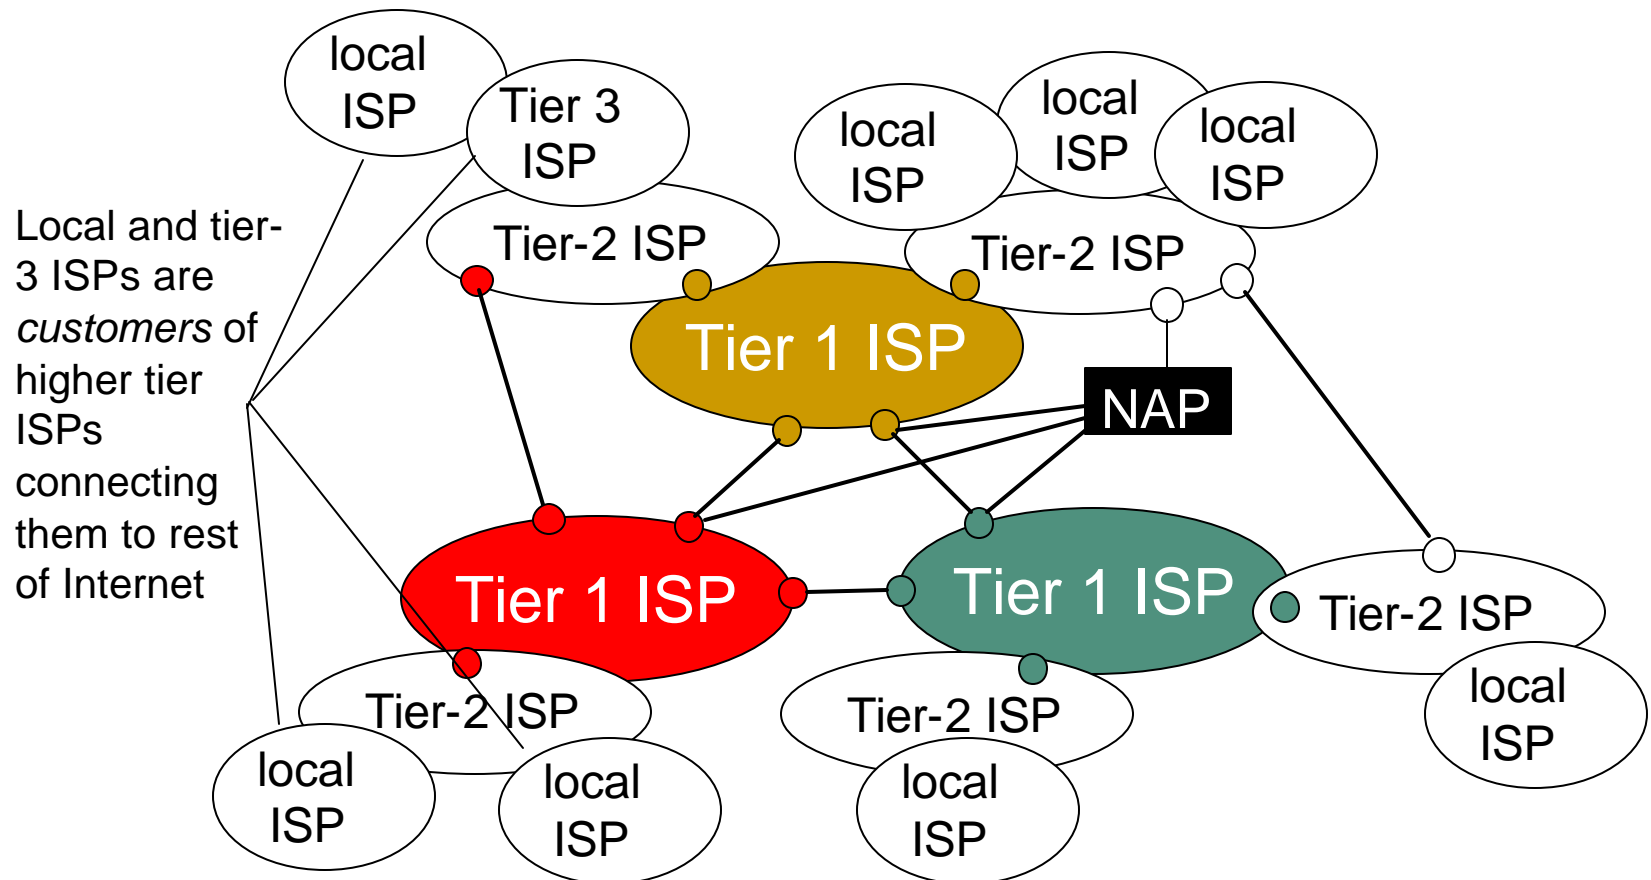 local
ISP
Tier 3
ISP
local
ISP
local
ISP
local
ISP
Local and tier-
3 ISPs are
customers of
higher tier
ISPs
connecting
them to rest
of Internet
Tier-2 ISP
Tier-2 ISP
Tier 1 ISP
NAP
Tier 1 ISP
Tier 1 ISP
Tier-2 ISP
Tier-2 ISP
Tier-2 ISP
local
ISP
local
ISP
local
ISP
local
ISP